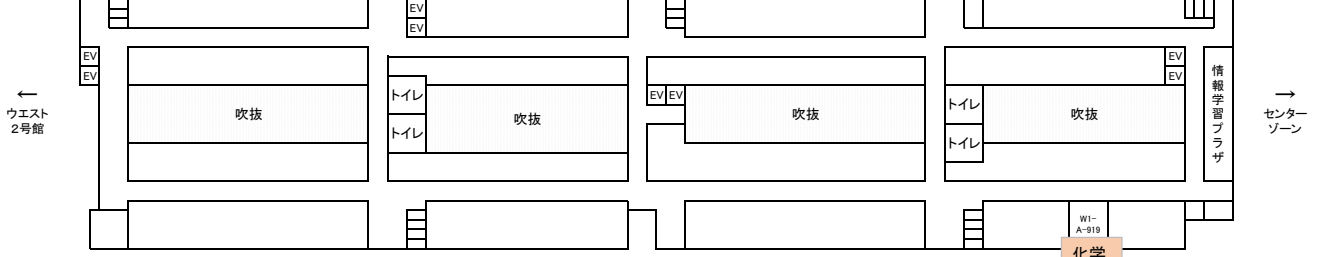 EV
EV
EV
EV
EV
EV
←
ウエスト
2号館
吹抜
トイレ
トイレ
吹抜
EV EV
吹抜
トイレ
トイレ
吹抜
情報学習プラザ
→
センター
ゾーン
W1-
A-919
化学